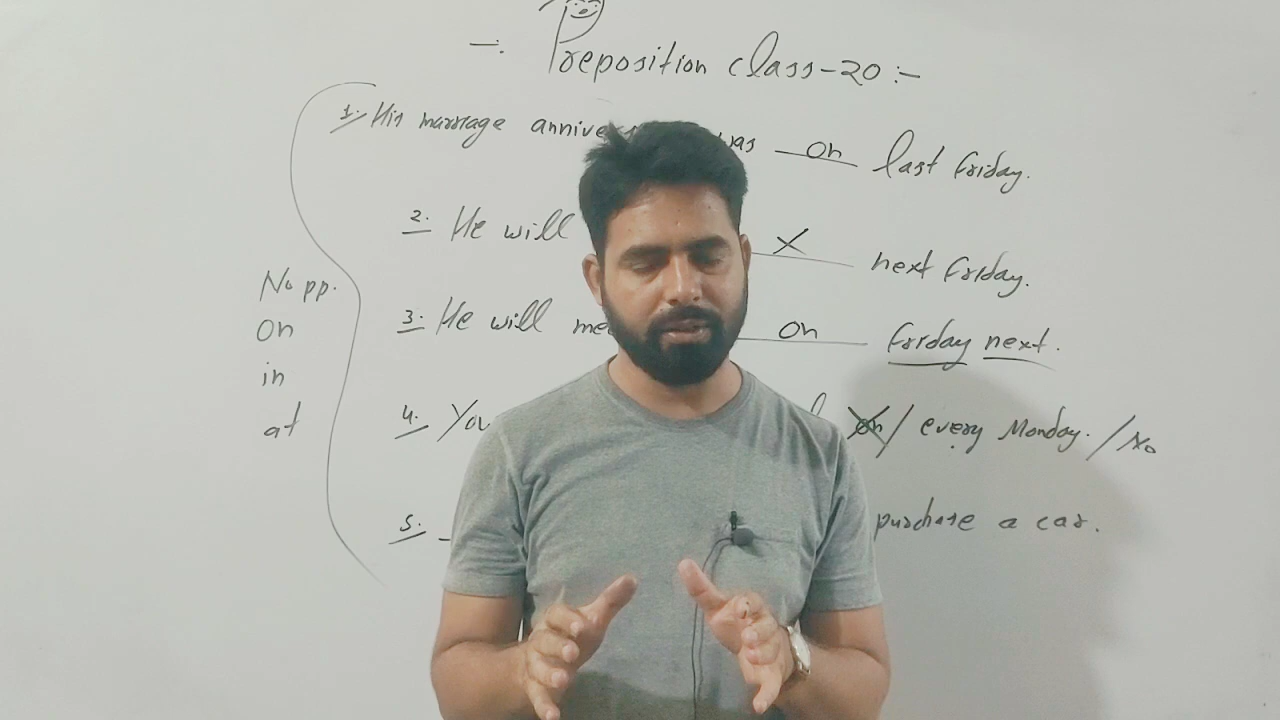 -: Preposition class-20 :-
1. His marriage was on last Friday.
2. He will X next Friday.
3. He will on Friday next.
4. You on/ every Monday. / No
5. purchase a car.
No pp.
On
in
at